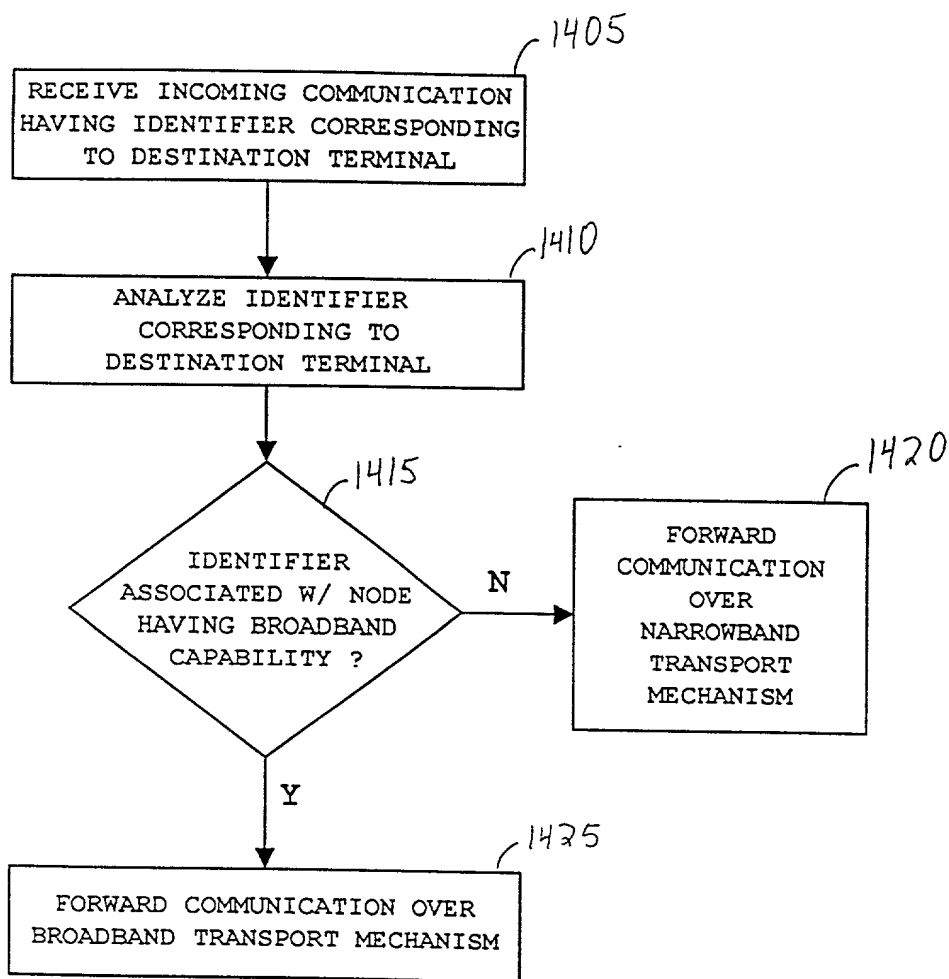 1405
RECEIVE INCOMING COMMUNICATION
HAVING IDENTIFIER CORRESPONDING
TO DESTINATION TERMINAL
1410
ANALYZE IDENTIFIER
CORRESPONDING TO
DESTINATION TERMINAL
1415
IDENTIFIER
ASSOCIATED W/ NODE
HAVING BROADBAND
CAPABILITY ?
N
1420
FORWARD
COMMUNICATION
OVER
NARROWBAND
TRANSPORT
MECHANISM
Y
1425
FORWARD COMMUNICATION OVER
BROADBAND TRANSPORT MECHANISM